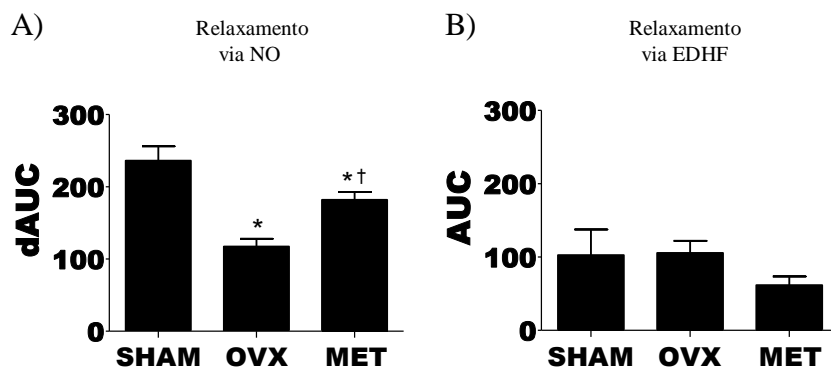 A)
Relaxamento
via NO
300
200
100
0
dAUC
*
*†
SHAM OVX MET
B)
Relaxamento
via EDHF
300
200
100
0
AUC
SHAM OVX MET